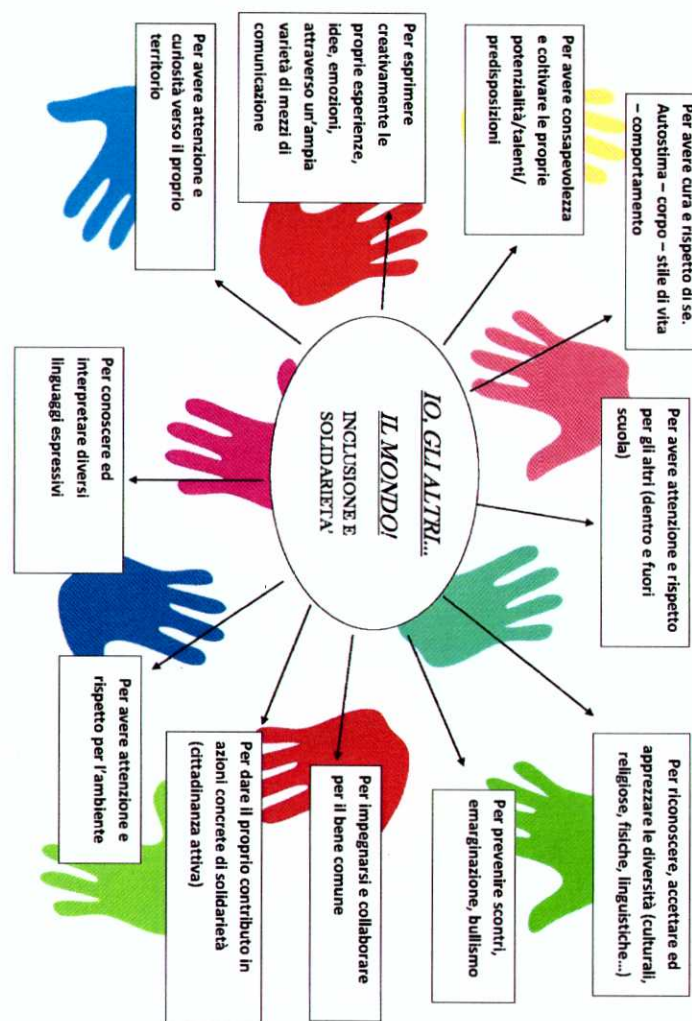 IO, GLI ALTRI...
IL MONDO!
INCLUSIONE E
SOLIDARIETA'
Per avere cura e rispetto di se.
Autostima – corpo – stile di vita
– comportamento
Per avere attenzione e rispetto
per gli altri (dentro e fuori
scuola)
Per riconoscere, accettare ed
apprezzare le diversità (culturali,
religiose, fisiche, linguistiche...)
Per avere consapevolezza
e coltivare le proprie
potenzialità/talenti/
predisposizioni
Per prevenire scontri,
emarginazione, bullismo
Per esprimere
creativamente le
proprie esperienze,
idee, emozioni,
attraverso un'ampia
varietà di mezzi di
comunicazione
Per impegnarsi e collaborare
per il bene comune
Per avere attenzione e
curiosità verso il proprio
territorio
Per dare il proprio contributo in
azioni concrete di solidarietà
(cittadinanza attiva)
Per conoscere ed
interpretare diversi
linguaggi espressivi
Per avere attenzione e
rispetto per l'ambiente